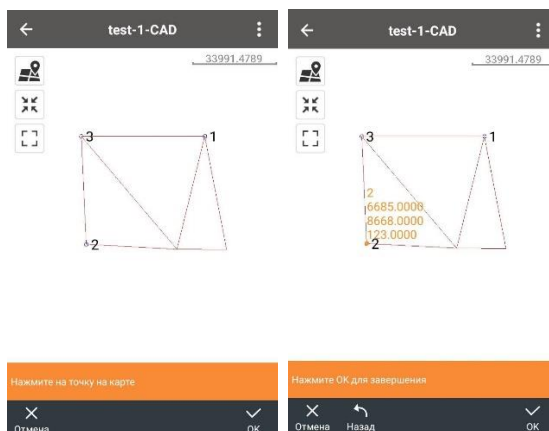 test-1-CAD
33991.4789
3
1
2
Нажмите на точку на карте
Отмена
OK
test-1-CAD
33991.4789
3
1
2
6685.0000
8668.0000
123.0000
2
Нажмите ОК для завершения
Отмена Назад
OK